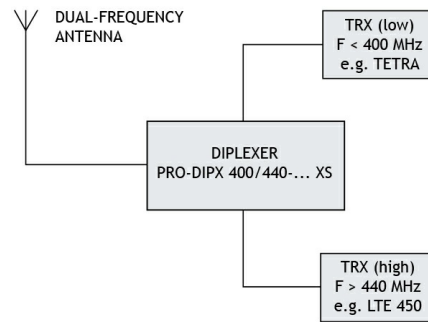 DUAL-FREQUENCY
ANTENNA
TRX (low)
F < 400 MHz
e.g. TETRA
DIPLEXER
PRO-DIPX 400/440-... XS
TRX (high)
F > 440 MHz
e.g. LTE 450